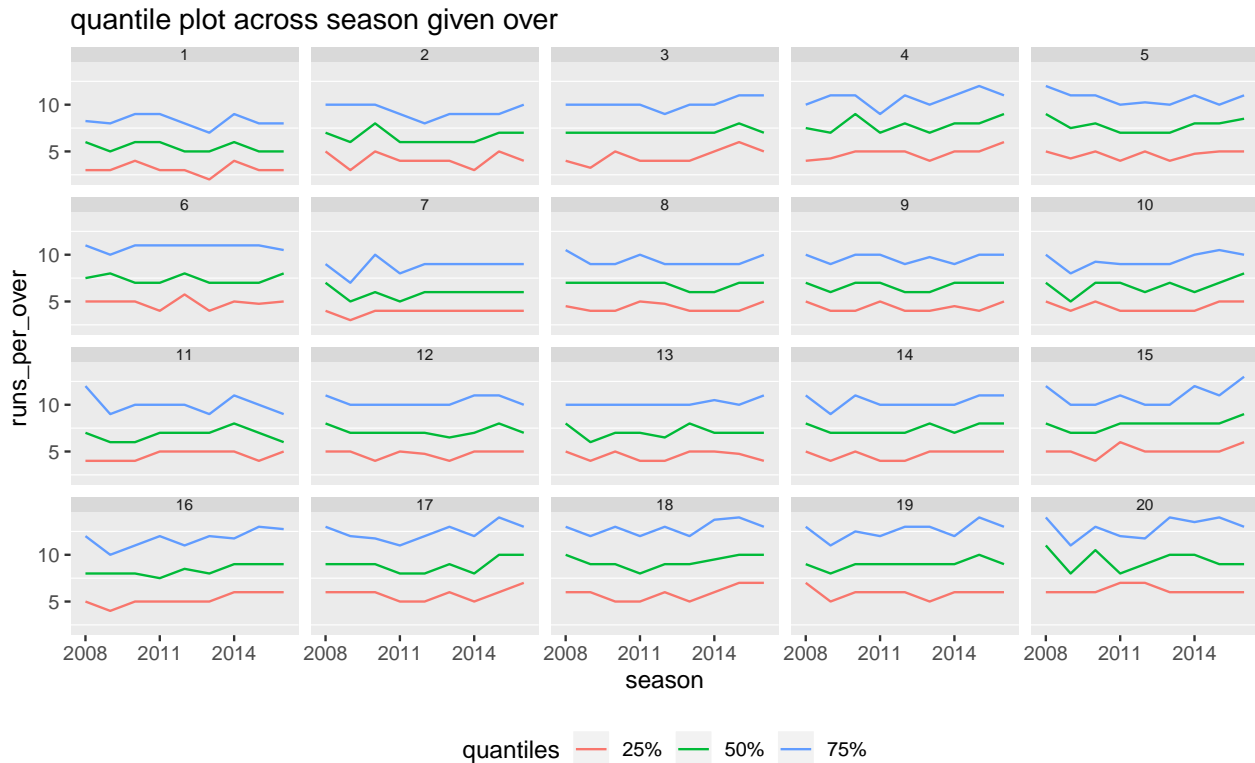 quantile plot across season given over
1 2 3 4 5
10
5
6 7 8 9 10
10
5
11 12 13 14 15
10
5
16 17 18 19 20
10
5
runs_per_over
2008 2011 2014 2008 2011 2014 2008 2011 2014 2008 2011 2014 2008 2011 2014
season
quantiles 25% 50% 75%